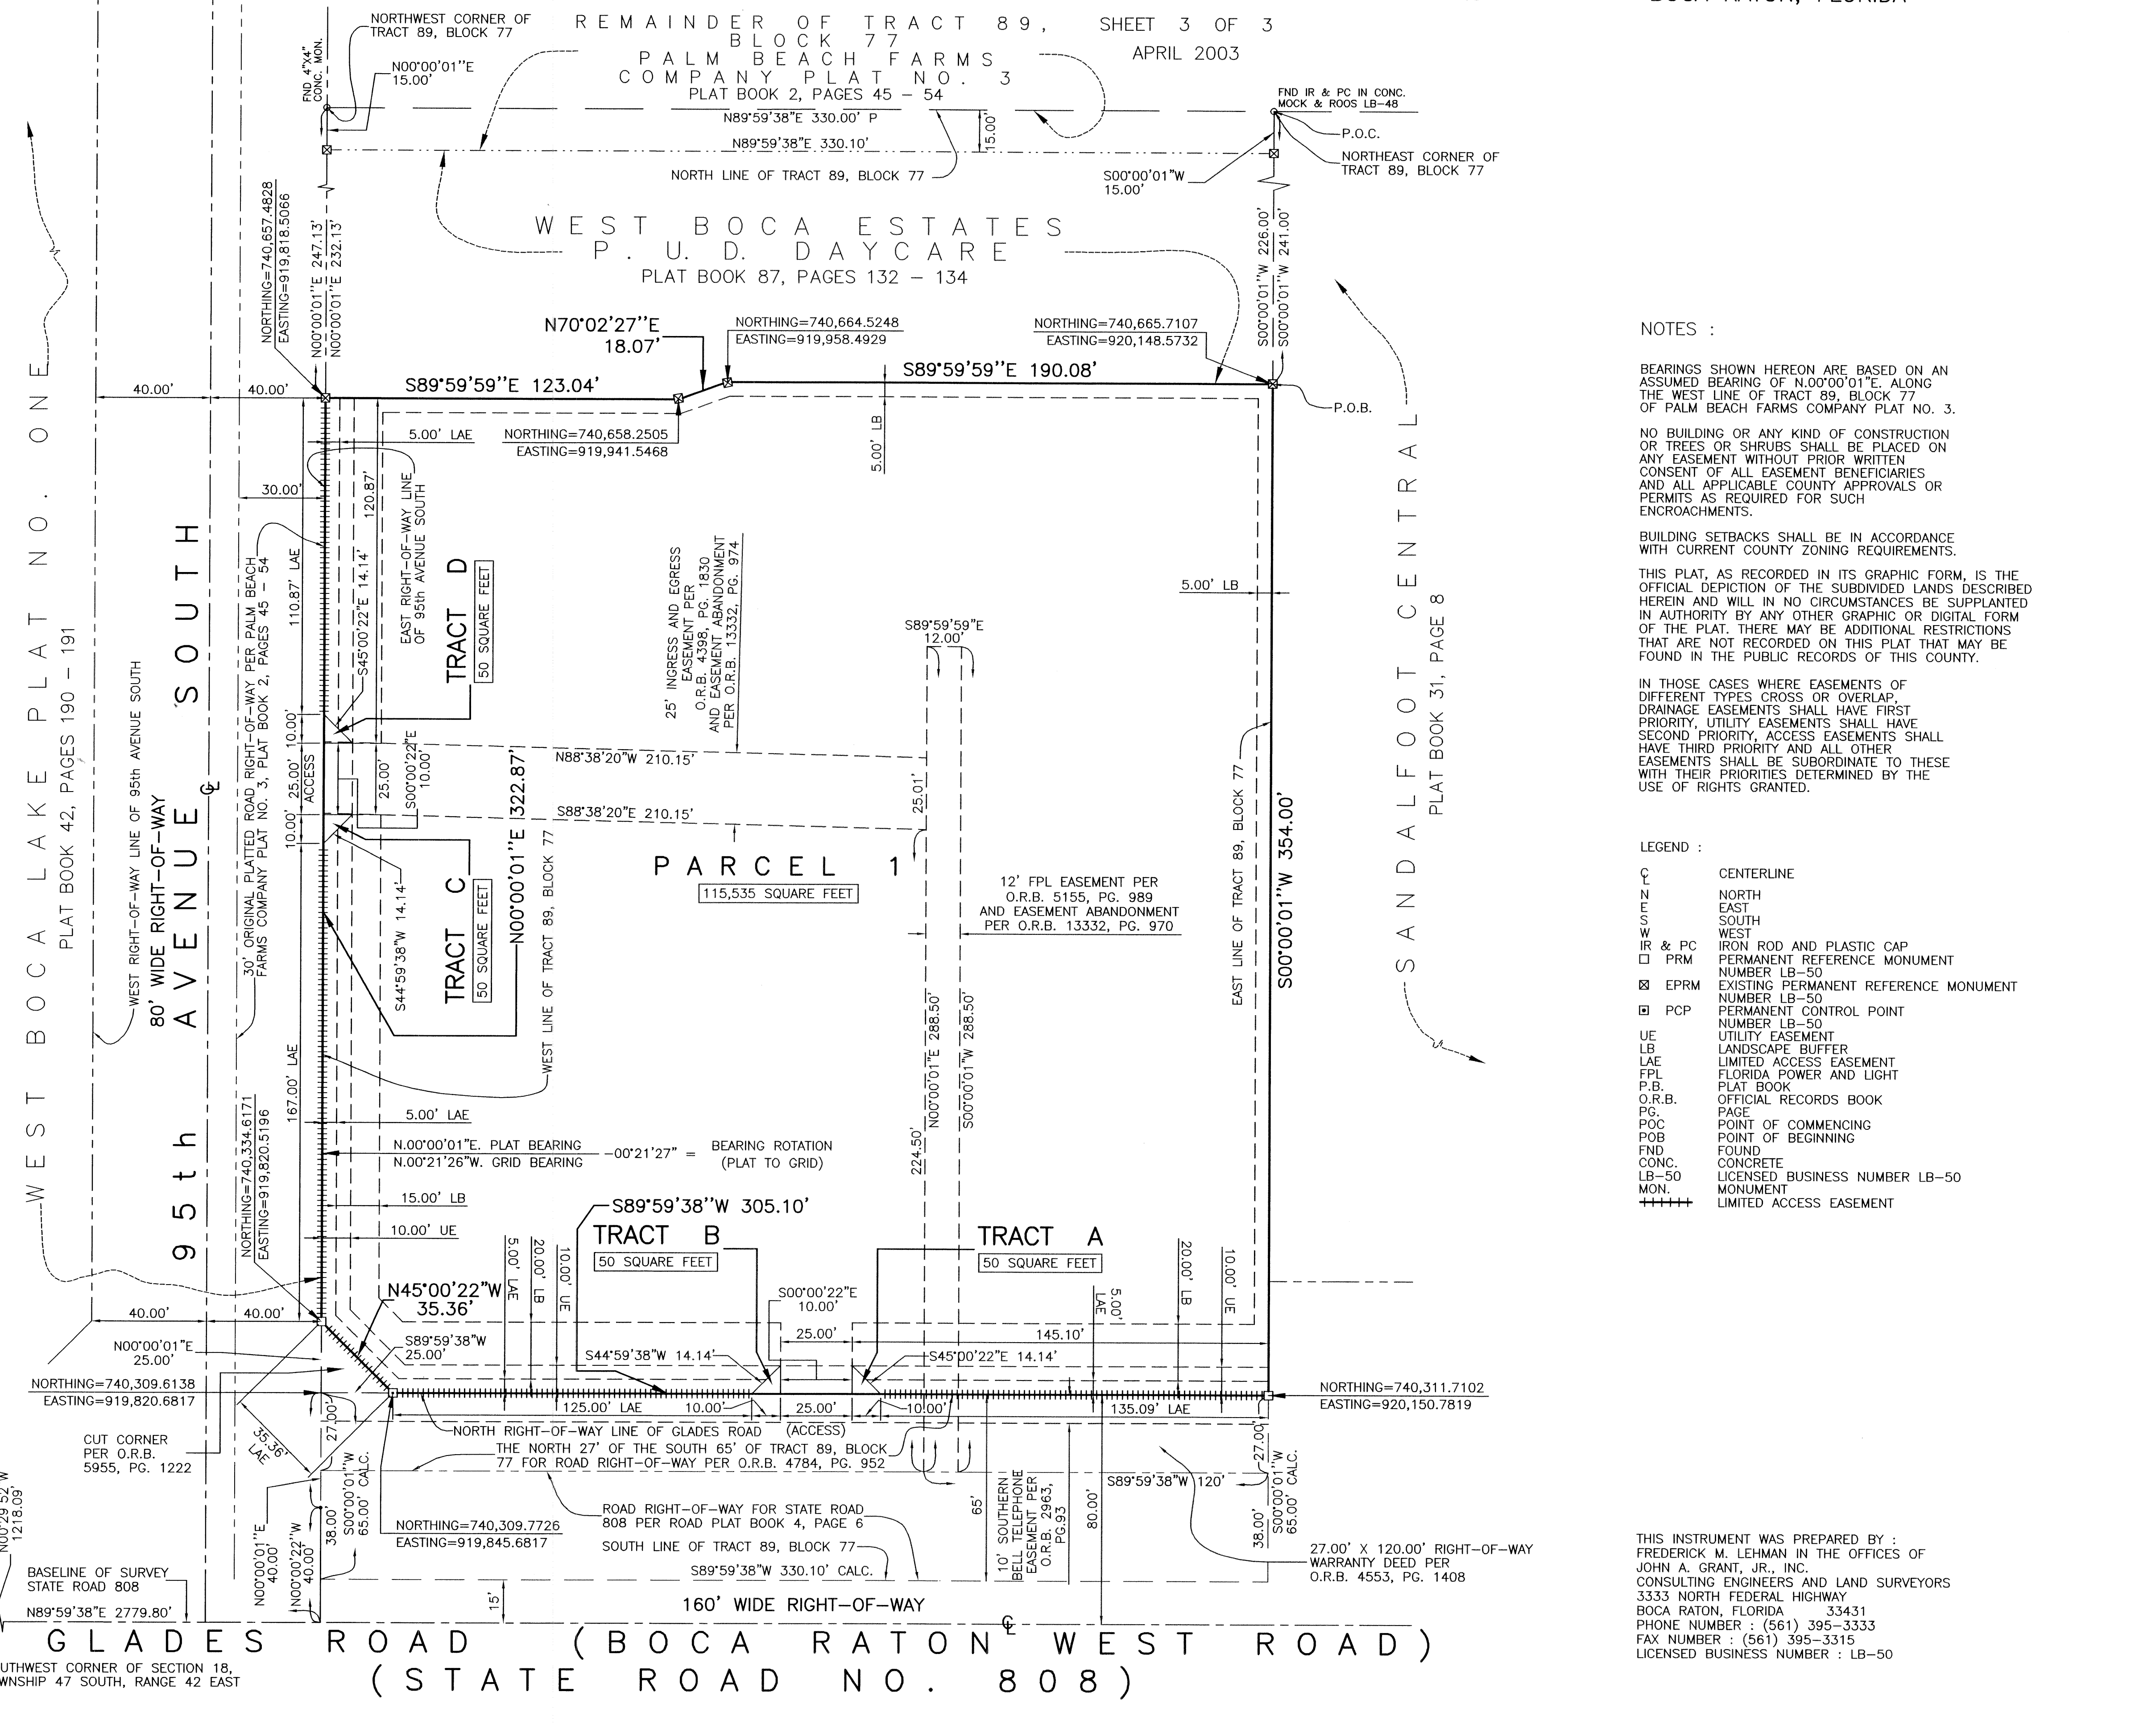 BOCA RATON, FLORIDA
REMAINDER OF TRACT 89,
BLOCK 77
PALM BEACH FARMS
COMPANY PLAT NO. 3
PLAT BOOK 2, PAGES 45 – 54
SHEET 3 OF 3
APRIL 2003
NORTHWEST CORNER OF
TRACT 89, BLOCK 77
FND 4"X4"
CONC. MON.
N00°00'01"E
15.00'
N89°59'38"E 330.00' P
N89°59'38"E 330.10'
15.00'
NORTH LINE OF TRACT 89, BLOCK 77
FND IR & PC IN CONC.
MOCK & ROOS LB-48
P.O.C.
NORTHEAST CORNER OF
TRACT 89, BLOCK 77
S00°00'01"W
15.00'
WEST BOCA ESTATES
P. U. D. DAYCARE
PLAT BOOK 87, PAGES 132 – 134
NORTHING=740,657.4828
EASTING=919,818.5066
N00°00'01"E 247.13'
N00°00'01"E 232.13'
S00°00'01"W 226.00'
S00°00'01"W 241.00'
N70°02'27"E
18.07'
NORTHING=740,664.5248
EASTING=919,958.4929
NORTHING=740,665.7107
EASTING=920,148.5732
S89°59'59"E 123.04'
S89°59'59"E 190.08'
P.O.B.
40.00'
40.00'
5.00' LAE
NORTHING=740,658.2505
EASTING=919,941.5468
5.00' LB
30.00'
WEST BOCA LAKE PLAT NO. ONE
PLAT BOOK 42, PAGES 190 – 191
WEST RIGHT-OF-WAY LINE OF 95th AVENUE SOUTH
80' WIDE RIGHT-OF-WAY
95th AVENUE SOUTH
℄
30' ORIGINAL PLATTED ROAD RIGHT-OF-WAY PER PALM BEACH
FARMS COMPANY PLAT NO. 3, PLAT BOOK 2, PAGES 45 – 54
110.87' LAE
10.00'
25.00'
ACCESS
10.00'
167.00' LAE
120.87'
S45°00'22"E 14.14'
EAST RIGHT-OF-WAY LINE
OF 95th AVENUE SOUTH
TRACT D
50 SQUARE FEET
25.00'
S00°00'22"E
10.00'
TRACT C
50 SQUARE FEET
S44°59'38"W 14.14'
N00°00'01"E 322.87'
WEST LINE OF TRACT 89, BLOCK 77
25' INGRESS AND EGRESS
EASEMENT PER
O.R.B. 4398, PG. 1830
AND EASEMENT ABANDONMENT
PER O.R.B. 13332, PG. 974
N88°38'20"W 210.15'
S88°38'20"E 210.15'
25.01'
S89°59'59"E
12.00'
PARCEL 1
115,535 SQUARE FEET
12' FPL EASEMENT PER
O.R.B. 5155, PG. 989
AND EASEMENT ABANDONMENT
PER O.R.B. 13332, PG. 970
N00°00'01"E 288.50'
S00°00'01"W 288.50'
224.50'
5.00' LB
EAST LINE OF TRACT 89, BLOCK 77
S00°00'01"W 354.00'
SANDALFOOT CENTRAL
PLAT BOOK 31, PAGE 8
NORTHING=740,334.6171
EASTING=919,820.5196
5.00' LAE
N.00°00'01"E. PLAT BEARING
N.00°21'26"W. GRID BEARING
-00°21'27" =
BEARING ROTATION
(PLAT TO GRID)
15.00' LB
10.00' UE
S89°59'38"W 305.10'
TRACT B
50 SQUARE FEET
TRACT A
50 SQUARE FEET
5.00' LAE
20.00' LB
10.00' UE
S00°00'22"E
10.00'
5.00'
LAE
20.00' LB
10.00' UE
40.00'
40.00'
N45°00'22"W
35.36'
S89°59'38"W
25.00'
25.00'
145.10'
S44°59'38"W 14.14'
S45°00'22"E 14.14'
N00°00'01"E
25.00'
NORTHING=740,309.6138
EASTING=919,820.6817
NORTHING=740,311.7102
EASTING=920,150.7819
125.00' LAE
10.00'
25.00'
10.00'
135.09' LAE
(ACCESS)
NORTH RIGHT-OF-WAY LINE OF GLADES ROAD
THE NORTH 27' OF THE SOUTH 65' OF TRACT 89, BLOCK
77 FOR ROAD RIGHT-OF-WAY PER O.R.B. 4784, PG. 952
CUT CORNER
PER O.R.B.
5955, PG. 1222
35.36'
LAE
27.00'
S00°00'01"W
65.00' CALC.
38.00'
N00°00'01"E
40.00'
N00°00'22"W
40.00'
1218.09'
NORTHING=740,309.7726
EASTING=919,845.6817
ROAD RIGHT-OF-WAY FOR STATE ROAD
808 PER ROAD PLAT BOOK 4, PAGE 6
SOUTH LINE OF TRACT 89, BLOCK 77
S89°59'38"W 330.10' CALC.
65'
10' SOUTHERN
BELL TELEPHONE
EASEMENT PER
O.R.B. 2963,
PG.93
80.00'
S89°59'38"W 120'
27.00'
38.00'
S00°00'01"W
65.00' CALC.
27.00' X 120.00' RIGHT-OF-WAY
WARRANTY DEED PER
O.R.B. 4553, PG. 1408
BASELINE OF SURVEY
STATE ROAD 808
N89°59'38"E 2779.80'
15'
160' WIDE RIGHT-OF-WAY
℄
GLADES ROAD (BOCA RATON WEST ROAD)
(STATE ROAD NO. 808)
UTHWEST CORNER OF SECTION 18,
WNSHIP 47 SOUTH, RANGE 42 EAST
NOTES :
BEARINGS SHOWN HEREON ARE BASED ON AN
ASSUMED BEARING OF N.00°00'01"E. ALONG
THE WEST LINE OF TRACT 89, BLOCK 77
OF PALM BEACH FARMS COMPANY PLAT NO. 3.
NO BUILDING OR ANY KIND OF CONSTRUCTION
OR TREES OR SHRUBS SHALL BE PLACED ON
ANY EASEMENT WITHOUT PRIOR WRITTEN
CONSENT OF ALL EASEMENT BENEFICIARIES
AND ALL APPLICABLE COUNTY APPROVALS OR
PERMITS AS REQUIRED FOR SUCH
ENCROACHMENTS.
BUILDING SETBACKS SHALL BE IN ACCORDANCE
WITH CURRENT COUNTY ZONING REQUIREMENTS.
THIS PLAT, AS RECORDED IN ITS GRAPHIC FORM, IS THE
OFFICIAL DEPICTION OF THE SUBDIVIDED LANDS DESCRIBED
HEREIN AND WILL IN NO CIRCUMSTANCES BE SUPPLANTED
IN AUTHORITY BY ANY OTHER GRAPHIC OR DIGITAL FORM
OF THE PLAT. THERE MAY BE ADDITIONAL RESTRICTIONS
THAT ARE NOT RECORDED ON THIS PLAT THAT MAY BE
FOUND IN THE PUBLIC RECORDS OF THIS COUNTY.
IN THOSE CASES WHERE EASEMENTS OF
DIFFERENT TYPES CROSS OR OVERLAP,
DRAINAGE EASEMENTS SHALL HAVE FIRST
PRIORITY, UTILITY EASEMENTS SHALL HAVE
SECOND PRIORITY, ACCESS EASEMENTS SHALL
HAVE THIRD PRIORITY AND ALL OTHER
EASEMENTS SHALL BE SUBORDINATE TO THESE
WITH THEIR PRIORITIES DETERMINED BY THE
USE OF RIGHTS GRANTED.
LEGEND :
℄ CENTERLINE
N NORTH
E EAST
S SOUTH
W WEST
IR & PC IRON ROD AND PLASTIC CAP
PRM PERMANENT REFERENCE MONUMENT
NUMBER LB-50
EPRM EXISTING PERMANENT REFERENCE MONUMENT
NUMBER LB-50
PCP PERMANENT CONTROL POINT
NUMBER LB-50
UE UTILITY EASEMENT
LB LANDSCAPE BUFFER
LAE LIMITED ACCESS EASEMENT
FPL FLORIDA POWER AND LIGHT
P.B. PLAT BOOK
O.R.B. OFFICIAL RECORDS BOOK
PG. PAGE
POC POINT OF COMMENCING
POB POINT OF BEGINNING
FND FOUND
CONC. CONCRETE
LB-50 LICENSED BUSINESS NUMBER LB-50
MON. MONUMENT
LIMITED ACCESS EASEMENT
THIS INSTRUMENT WAS PREPARED BY :
FREDERICK M. LEHMAN IN THE OFFICES OF
JOHN A. GRANT, JR., INC.
CONSULTING ENGINEERS AND LAND SURVEYORS
3333 NORTH FEDERAL HIGHWAY
BOCA RATON, FLORIDA 33431
PHONE NUMBER : (561) 395-3333
FAX NUMBER : (561) 395-3315
LICENSED BUSINESS NUMBER : LB-50